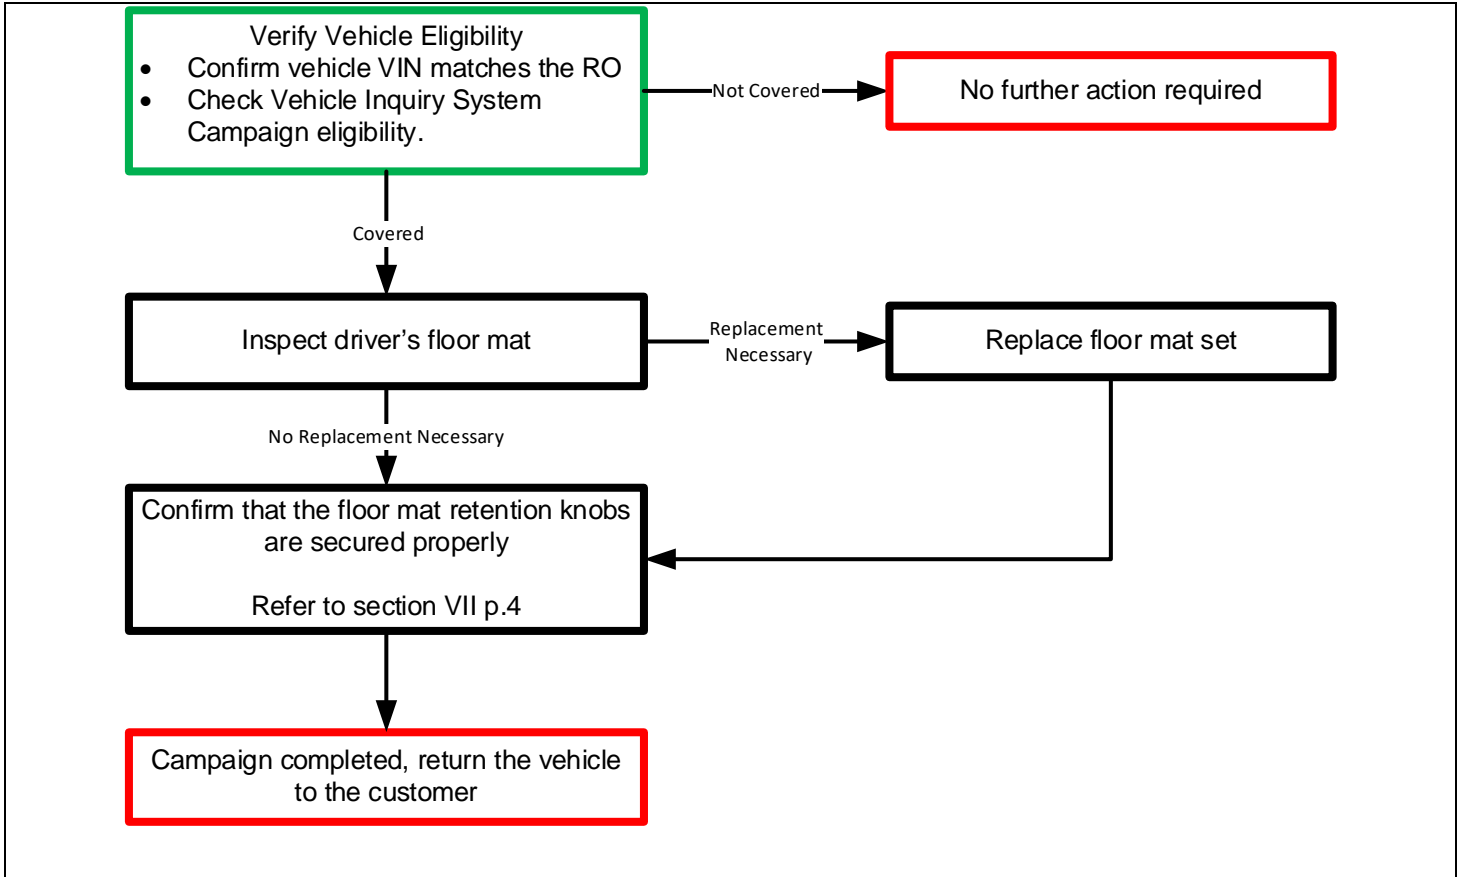 Verify Vehicle Eligibility
• Confirm vehicle VIN matches the RO
• Check Vehicle Inquiry System
Campaign eligibility.
Not Covered
No further action required
Covered
Inspect driver's floor mat
Replacement
Necessary
Replace floor mat set
No Replacement Necessary
Confirm that the floor mat retention knobs
are secured properly
Refer to section VII p.4
Campaign completed, return the vehicle
to the customer